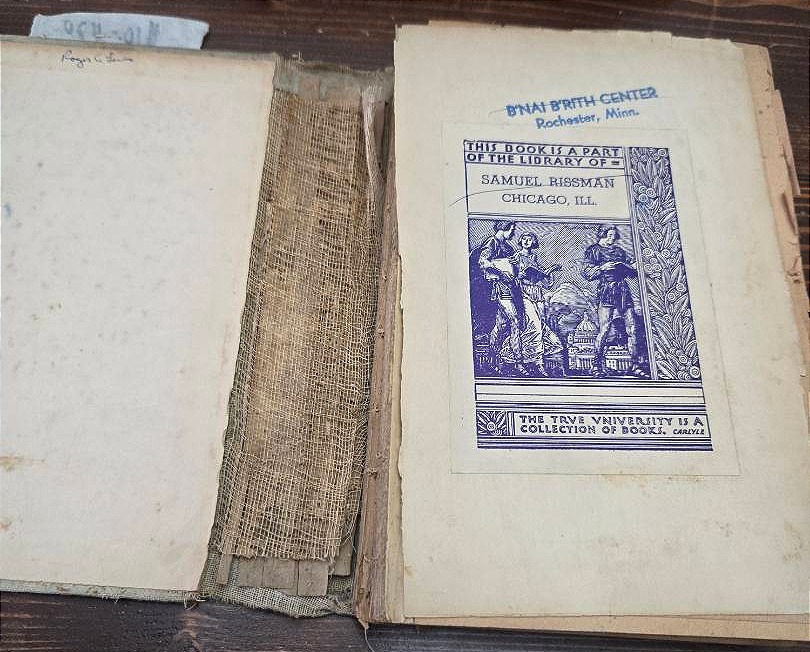 B'NAI B'RITH CENTER
Rochester, Minn.
THIS BOOK IS A PART
OF THE LIBRARY OF =
SAMUEL RISSMAN
CHICAGO, ILL.
THE TRVE VNIVERSITY IS A
COLLECTION OF BOOKS. CARLYLE